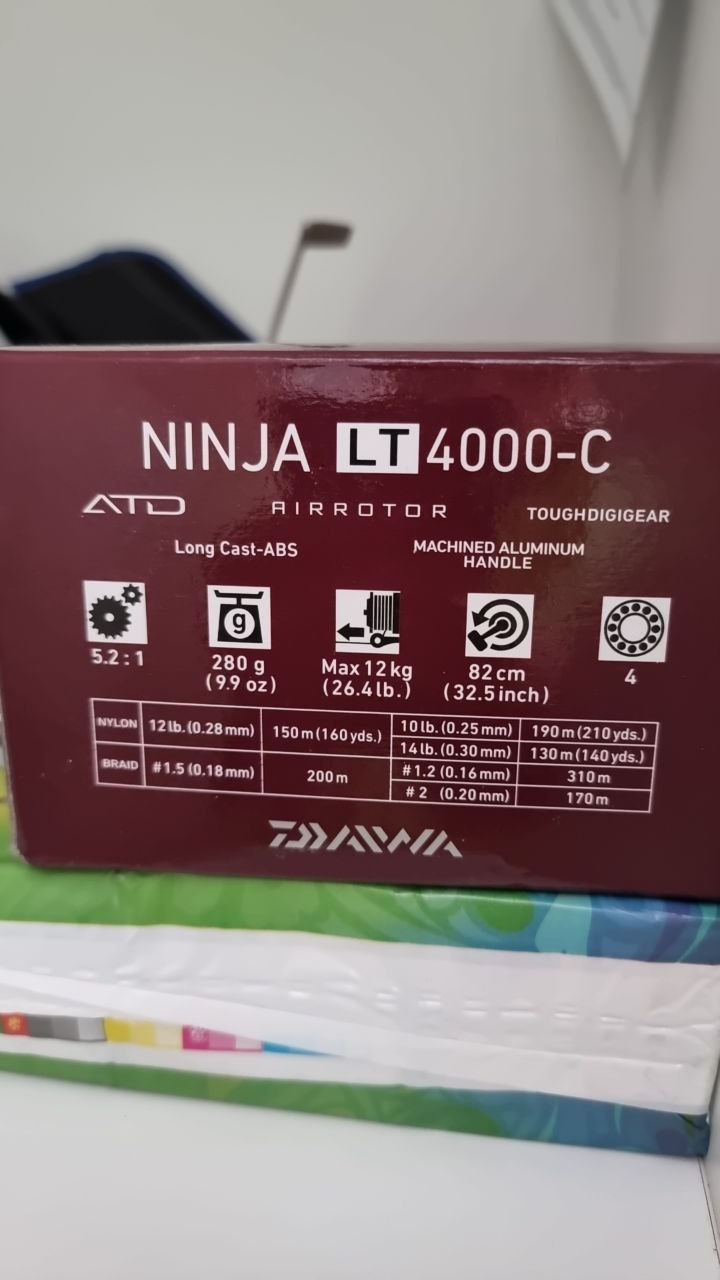 NINJA LT 4000-C
ATD AIRROTOR TOUGHDIGIGEAR
Long Cast-ABS MACHINED ALUMINUM HANDLE
5.2 : 1
280 g
(9.9 oz)
Max 12 kg
(26.4 lb.)
82 cm
(32.5 inch)
4
g
NYLON 12 lb. (0.28 mm) 150 m (160 yds.) 10 lb. (0.25 mm) 190 m (210 yds.)
14 lb. (0.30 mm) 130 m (140 yds.)
BRAID #1.5 (0.18 mm) 200 m #1.2 (0.16 mm) 310 m
#2 (0.20 mm) 170 m
DAIWA